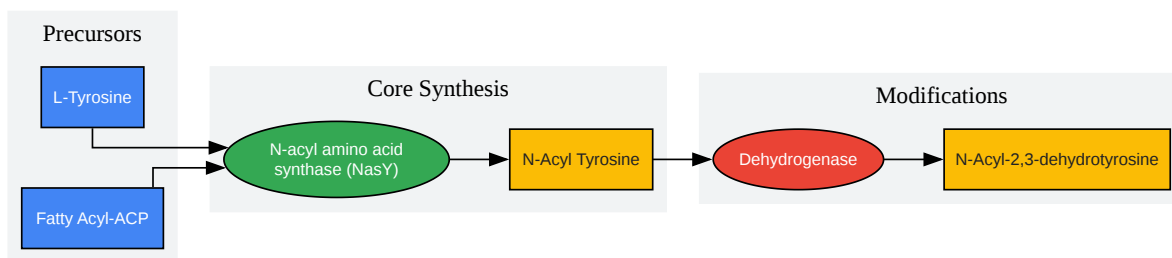 Precursors
L-Tyrosine
Fatty Acyl-ACP
Core Synthesis
N-acyl amino acid
synthase (NasY)
N-Acyl Tyrosine
Modifications
Dehydrogenase
N-Acyl-2,3-dehydrotyrosine